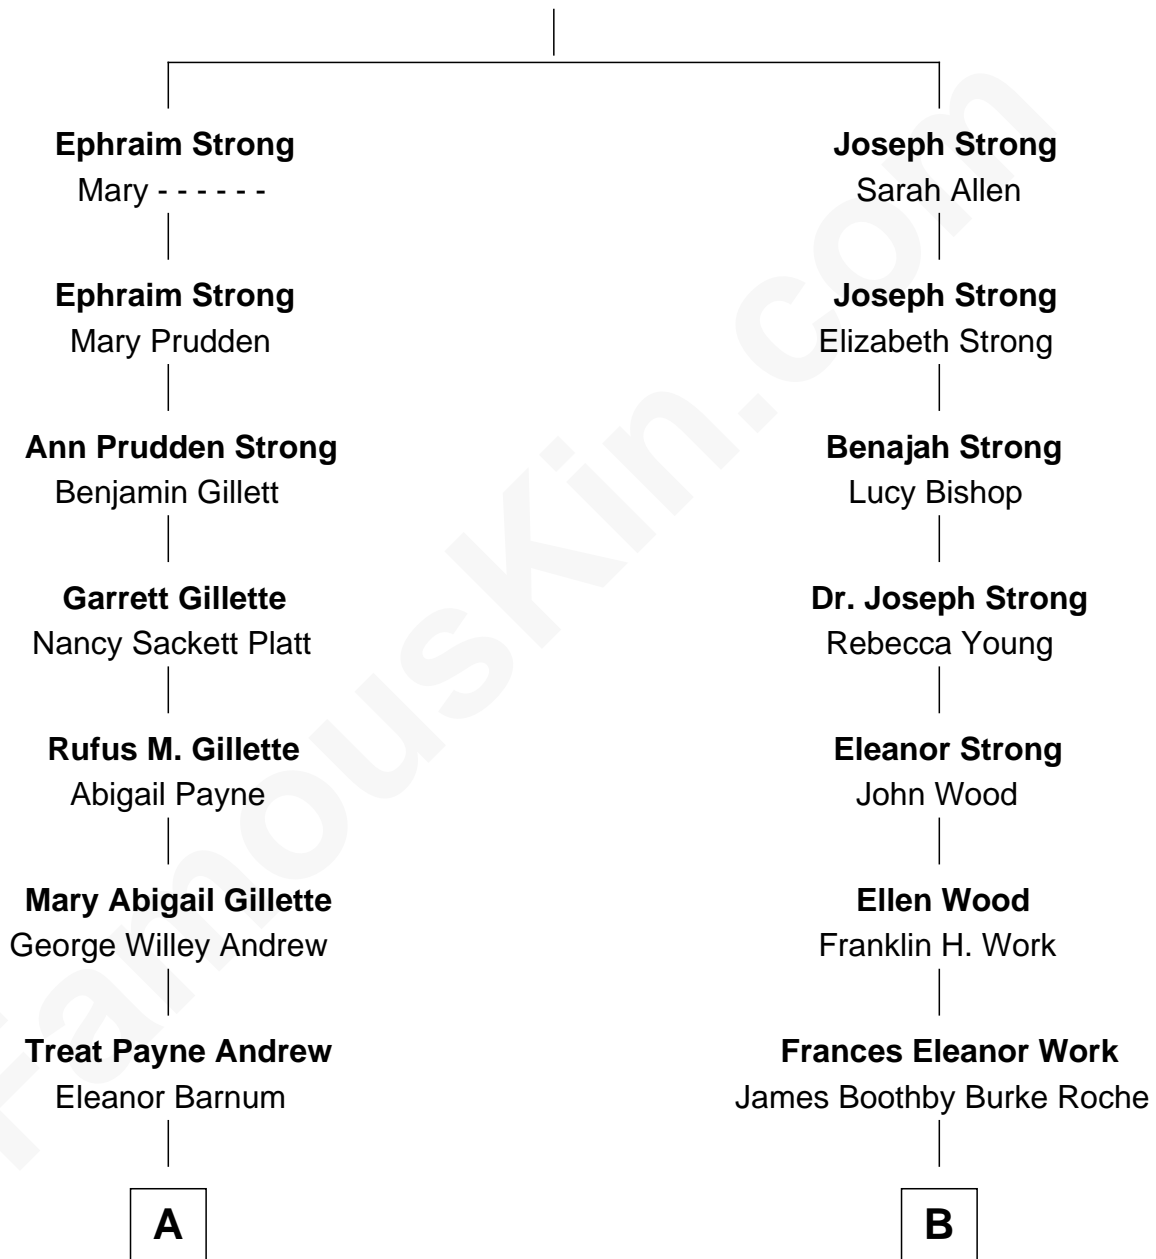 Ephraim Strong
Mary - - - - - -
Joseph Strong
Sarah Allen
Ephraim Strong
Mary Prudden
Joseph Strong
Elizabeth Strong
Ann Prudden Strong
Benjamin Gillett
Benajah Strong
Lucy Bishop
Garrett Gillette
Nancy Sackett Platt
Dr. Joseph Strong
Rebecca Young
Rufus M. Gillette
Abigail Payne
Eleanor Strong
John Wood
Mary Abigail Gillette
George Willey Andrew
Ellen Wood
Franklin H. Work
Treat Payne Andrew
Eleanor Barnum
Frances Eleanor Work
James Boothby Burke Roche
A
B
FamousKin.com